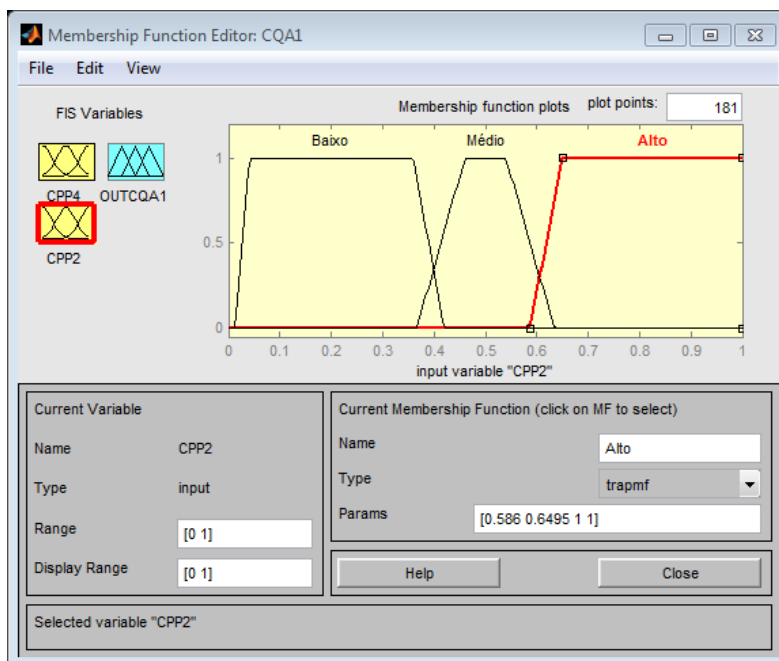 Membership Function Editor: CQA1
File Edit View
FIS Variables
CPP4 OUTCQA1
CPP2
Membership function plots plot points: 181
Baixo Médio Alto
1
0.5
0
0 0.1 0.2 0.3 0.4 0.5 0.6 0.7 0.8 0.9 1
input variable "CPP2"
Current Variable
Name CPP2
Type input
Range [0 1]
Display Range [0 1]
Current Membership Function (click on MF to select)
Name Alto
Type trapmf
Params [0.586 0.6495 1 1]
Help Close
Selected variable "CPP2"